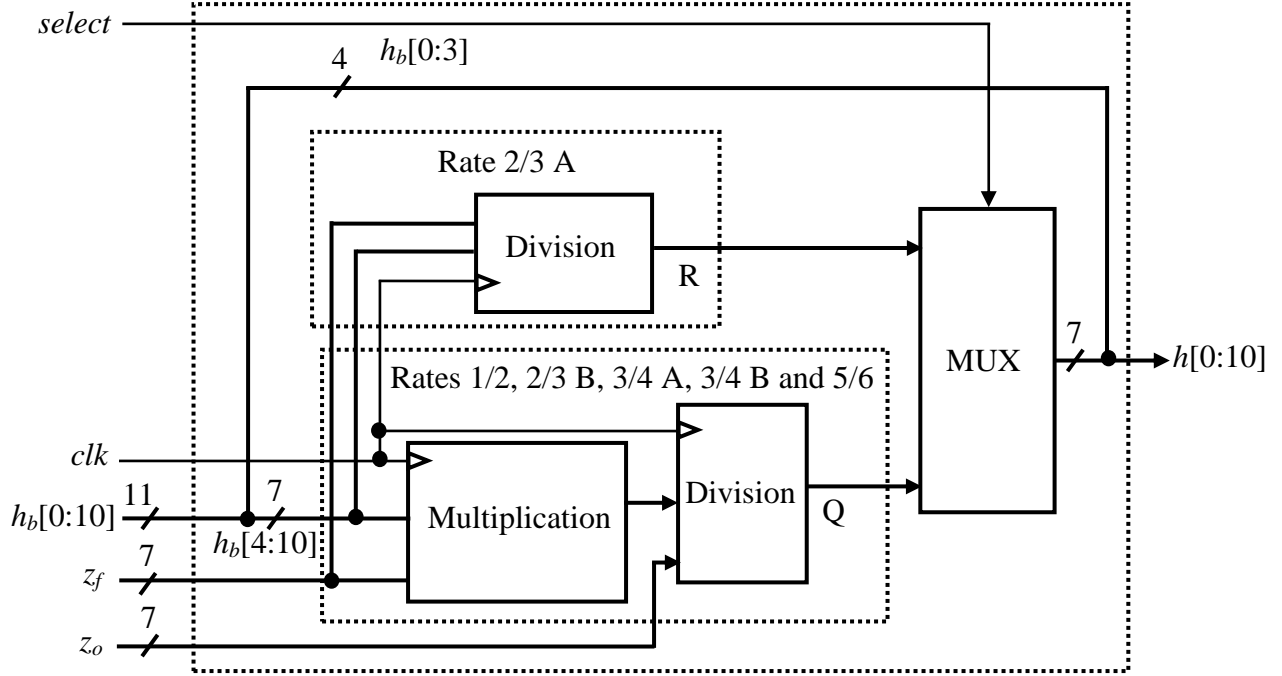 select
4
h_b[0:3]
Rate 2/3 A
Division
R
MUX
7
h[0:10]
Rates 1/2, 2/3 B, 3/4 A, 3/4 B and 5/6
clk
Multiplication
Division
Q
h_b[0:10]
11
7
h_b[4:10]
z_f
7
z_o
7